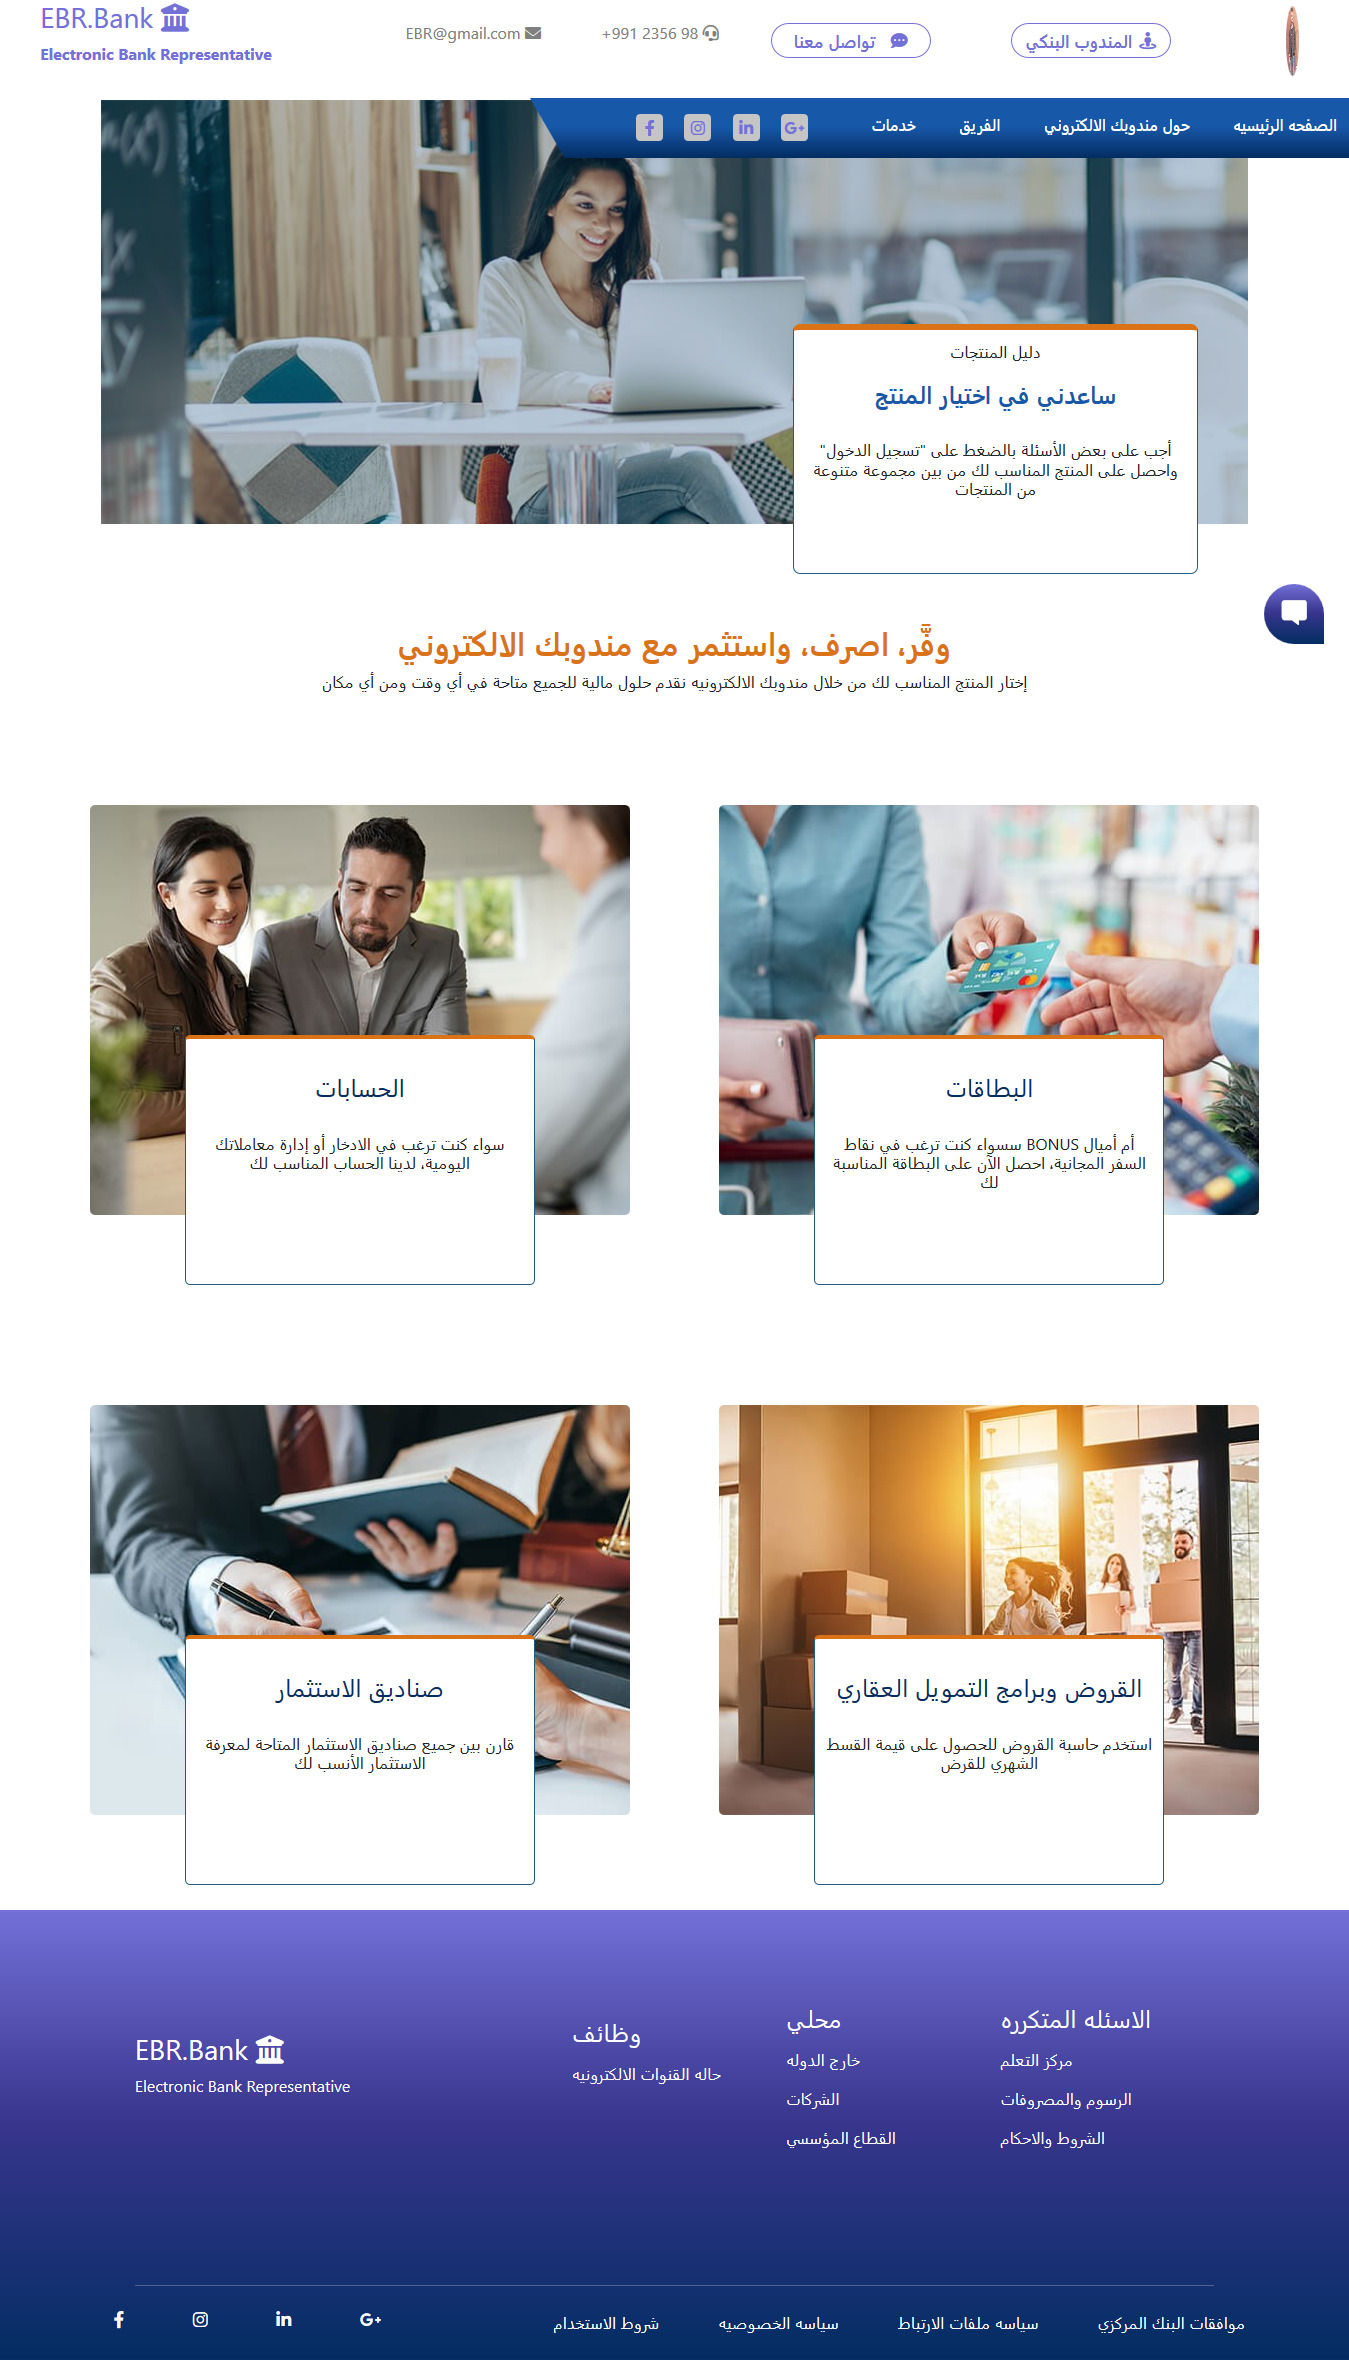 EBR.Bank
Electronic Bank Representative
EBR@gmail.com
+991 2356 98
تواصل معنا
المندوب البنكي
الصفحه الرئيسيه
حول مندوبك الالكتروني
الفريق
خدمات
دليل المنتجات
ساعدني في اختيار المنتج
أجب على بعض الأسئلة بالضغط على "تسجيل الدخول"
واحصل على المنتج المناسب لك من بين مجموعة متنوعة
من المنتجات
وفَّر، اصرف، واستثمر مع مندوبك الالكتروني
إختار المنتج المناسب لك من خلال مندوبك الالكترونيه نقدم حلول مالية للجميع متاحة في أي وقت ومن أي مكان
البطاقات
أم أميال BONUS سسواء كنت ترغب في نقاط
السفر المجانية، احصل الآن على البطاقة المناسبة
لك
الحسابات
سواء كنت ترغب في الادخار أو إدارة معاملاتك
اليومية، لدينا الحساب المناسب لك
القروض وبرامج التمويل العقاري
استخدم حاسبة القروض للحصول على قيمة القسط
الشهري للقرض
صناديق الاستثمار
قارن بين جميع صناديق الاستثمار المتاحة لمعرفة
الاستثمار الأنسب لك
الاسئله المتكرره
مركز التعلم
الرسوم والمصروفات
الشروط والاحكام
محلي
خارج الدوله
الشركات
القطاع المؤسسي
وظائف
حاله القنوات الالكترونيه
EBR.Bank
Electronic Bank Representative
موافقات البنك المركزي
سياسه ملفات الارتباط
سياسه الخصوصيه
شروط الاستخدام